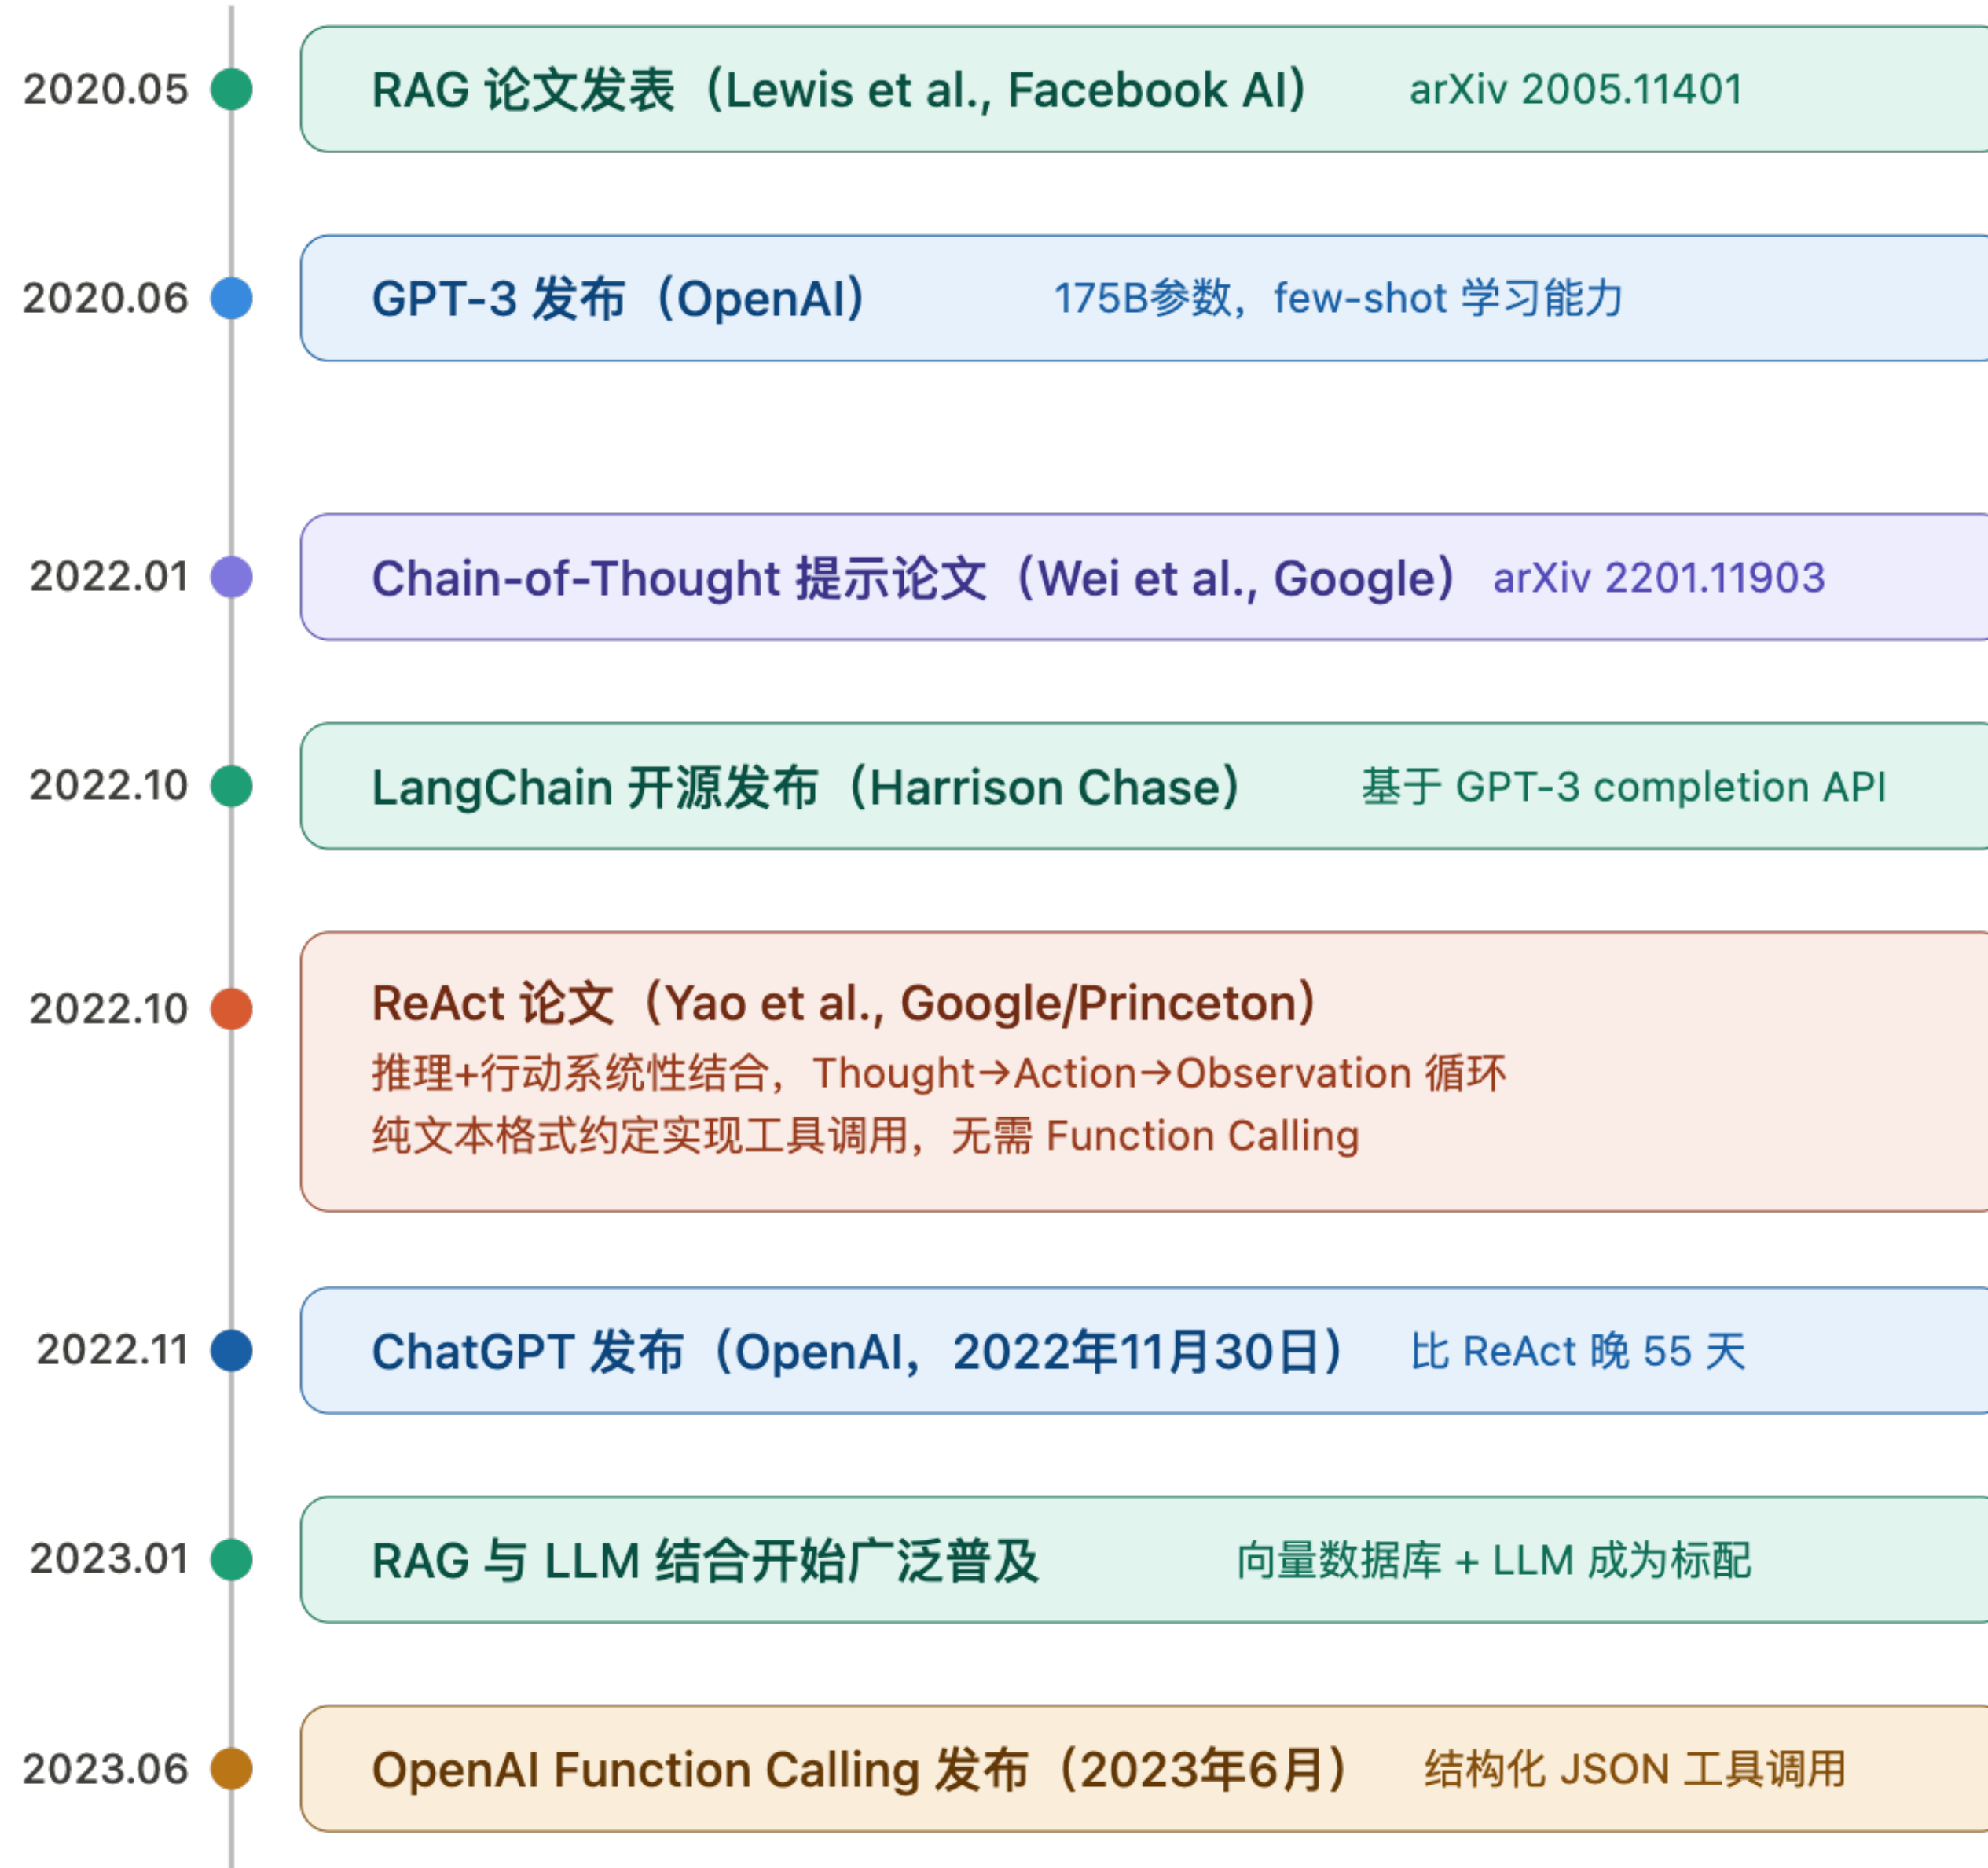 2020.05
RAG 论文发表（Lewis et al., Facebook AI） arXiv 2005.11401
2020.06
GPT-3 发布（OpenAI） 175B参数，few-shot 学习能力
2022.01
Chain-of-Thought 提示论文（Wei et al., Google） arXiv 2201.11903
2022.10
LangChain 开源发布（Harrison Chase） 基于 GPT-3 completion API
2022.10
ReAct 论文（Yao et al., Google/Princeton）
推理+行动系统性结合，Thought→Action→Observation 循环
纯文本格式约定实现工具调用，无需 Function Calling
2022.11
ChatGPT 发布（OpenAI，2022年11月30日） 比 ReAct 晚 55 天
2023.01
RAG 与 LLM 结合开始广泛普及 向量数据库 + LLM 成为标配
2023.06
OpenAI Function Calling 发布（2023年6月） 结构化 JSON 工具调用